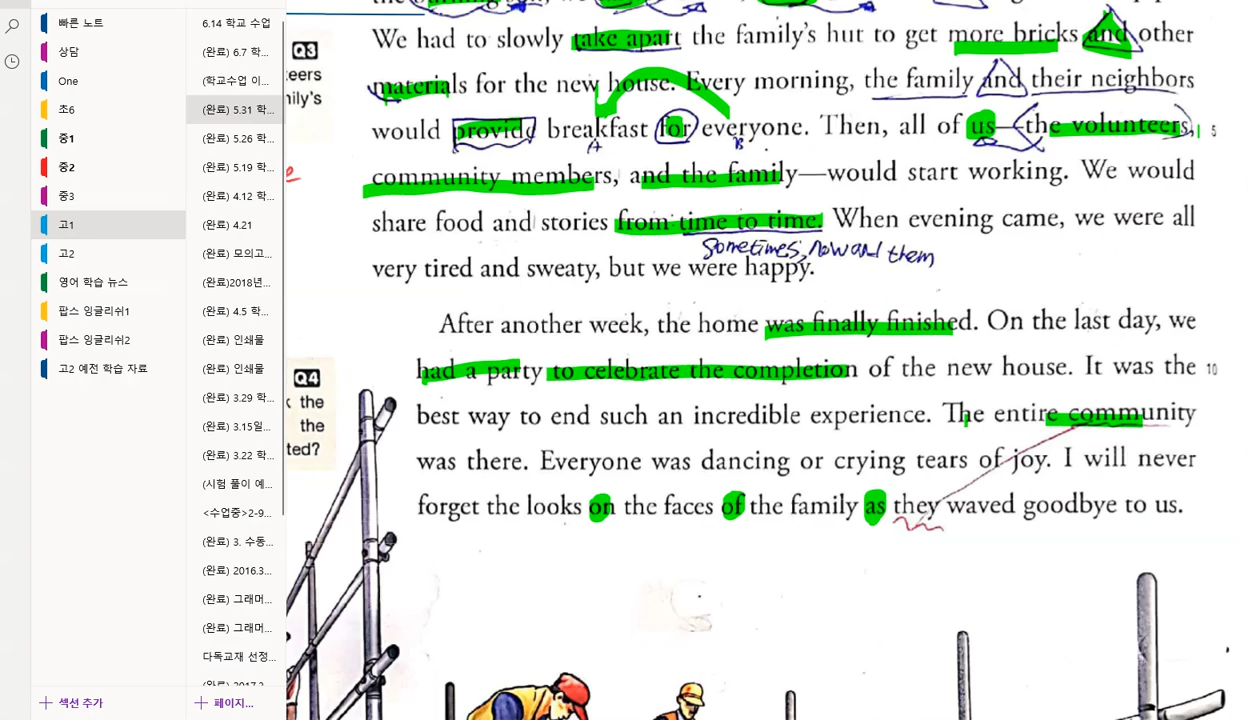 빠른 노트
상담
One
초6
중1
중2
중3
고1
고2
영어 학습 뉴스
팝스 잉글리쉬1
팝스 잉글리쉬2
고2 예전 학습 자료
섹션 추가
6.14 학교 수업
(완료) 6.7 학...
(학교수업 이...
(완료) 5.31 학...
(완료) 5.26 학...
(완료) 5.19 학...
(완료) 4.12 학...
(완료) 4.21
(완료) 모의고...
(완료)2018년...
(완료) 4.5 학...
(완료) 인쇄물
(완료) 인쇄물
(완료) 3.29 학...
(완료) 3.15일...
(완료) 3.22 학...
(시험 풀이 예...
<수업중>2-9...
(완료) 3. 수동...
(완료) 2016.3...
(완료) 그래머...
(완료) 그래머...
다독교재 선정...
페이지...
Q3
teers
nily's
We had to slowly take apart the family's hut to get more bricks and other
materials for the new house. Every morning, the family and their neighbors
would provide breakfast for everyone. Then, all of us—the volunteers, 5
A B
community members, and the family—would start working. We would
share food and stories from time to time. When evening came, we were all
Sometimes, now and them
very tired and sweaty, but we were happy.
After another week, the home was finally finished. On the last day, we
had a party to celebrate the completion of the new house. It was the 10
Q4
the
the
ted?
best way to end such an incredible experience. The entire community
was there. Everyone was dancing or crying tears of joy. I will never
forget the looks on the faces of the family as they waved goodbye to us.